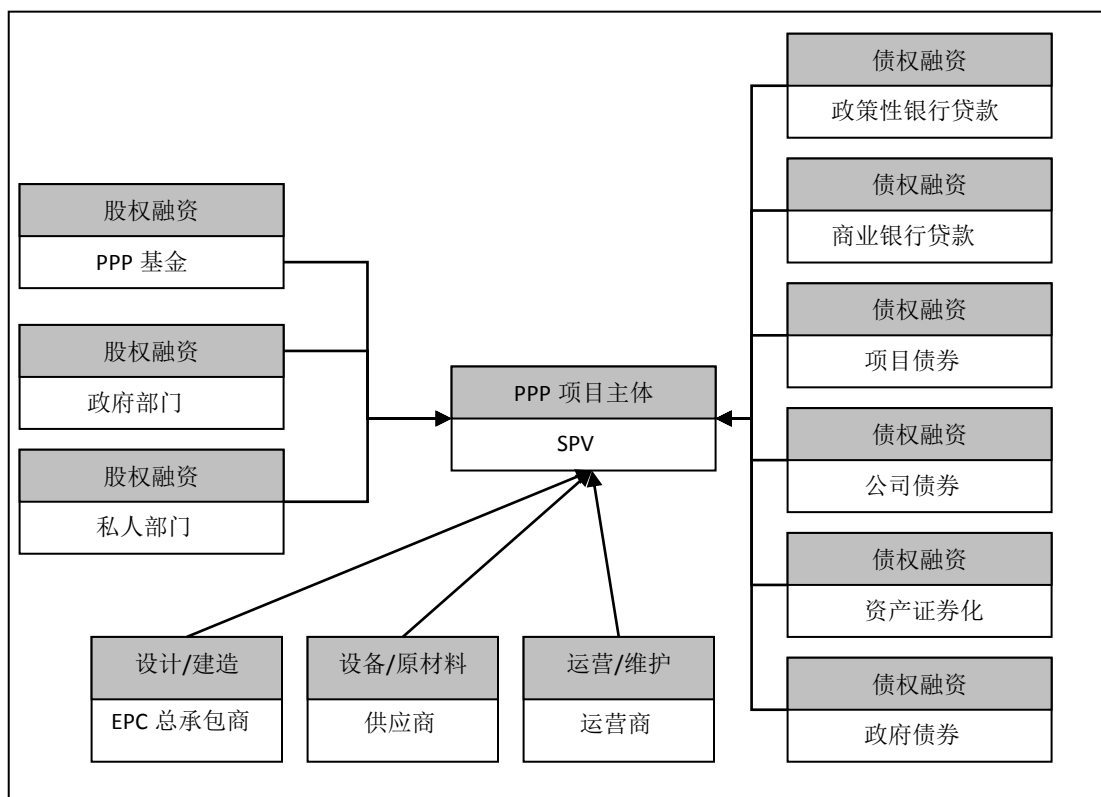 股权融资
PPP 基金
股权融资
政府部门
股权融资
私人部门
PPP 项目主体
SPV
设计/建造
EPC 总承包商
设备/原材料
供应商
运营/维护
运营商
债权融资
政策性银行贷款
债权融资
商业银行贷款
债权融资
项目债券
债权融资
公司债券
债权融资
资产证券化
债权融资
政府债券